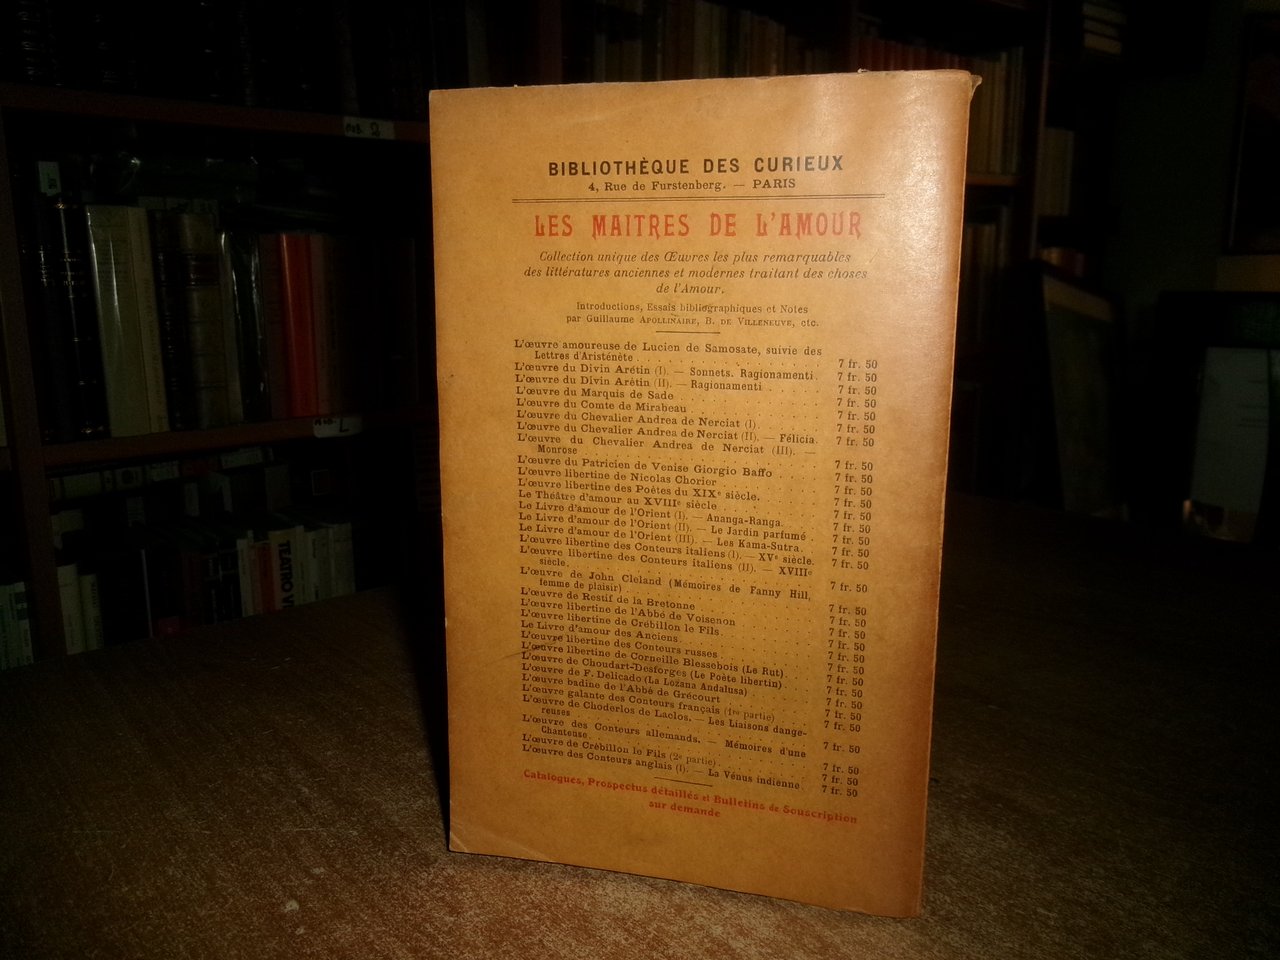 BIBLIOTHÈQUE DES CURIEUX
4, Rue de Furstenberg. — PARIS
LES MAITRES DE L'AMOUR
Collection unique des Œuvres les plus remarquables
des littératures anciennes et modernes traitant des choses
de l'Amour.
Introductions, Essais bibliographiques et Notes
par Guillaume APOLLINAIRE, B. DE VILLENEUVE, etc.
L'œuvre amoureuse de Lucien de Samosate, suivie des
Lettres d'Aristénète . . . . . 7 fr. 50
L'œuvre du Divin Arétin (I). — Sonnets. Ragionamenti. 7 fr. 50
L'œuvre du Divin Arétin (II). — Ragionamenti . . . 7 fr. 50
L'œuvre du Marquis de Sade . . . . . 7 fr. 50
L'œuvre du Comte de Mirabeau . . . . . 7 fr. 50
L'œuvre du Chevalier Andrea de Nerciat (I) . . . 7 fr. 50
L'œuvre du Chevalier Andrea de Nerciat (II). — Félicia. 7 fr. 50
L'œuvre du Chevalier Andrea de Nerciat (III). —
Monrose . . . . . 7 fr. 50
L'œuvre du Patricien de Venise Giorgio Baffo . . . 7 fr. 50
L'œuvre libertine de Nicolas Chorier . . . . . 7 fr. 50
L'œuvre libertine des Poètes du XIXe siècle. . . . 7 fr. 50
Le Théâtre d'amour au XVIIIe siècle . . . . . 7 fr. 50
Le Livre d'amour de l'Orient (I). — Ananga-Ranga. . 7 fr. 50
Le Livre d'amour de l'Orient (II). — Le Jardin parfumé . 7 fr. 50
Le Livre d'amour de l'Orient (III). — Les Kama-Sutra. . 7 fr. 50
L'œuvre libertine des Conteurs italiens (I). — XVe siècle. 7 fr. 50
L'œuvre libertine des Conteurs italiens (II). — XVIIIe
siècle. . . . . . 7 fr. 50
L'œuvre de John Cleland (Mémoires de Fanny Hill,
femme de plaisir) . . . . . 7 fr. 50
L'œuvre de Restif de la Bretonne . . . . . 7 fr. 50
L'œuvre libertine de l'Abbé de Voisenon . . . . 7 fr. 50
L'œuvre libertine de Crébillon le Fils. . . . . 7 fr. 50
Le Livre d'amour des Anciens. . . . . . 7 fr. 50
L'œuvre libertine des Conteurs russes . . . . 7 fr. 50
L'œuvre libertine de Corneille Blessebois (Le Rut) . . 7 fr. 50
L'œuvre de Choudart-Desforges (Le Poète libertin) . . 7 fr. 50
L'œuvre de F. Delicado (La Lozana Andalusa) . . . 7 fr. 50
L'œuvre badine de l'Abbé de Grécourt . . . . 7 fr. 50
L'œuvre galante des Conteurs français (1re partie) . . 7 fr. 50
L'œuvre de Choderlos de Laclos. — Les Liaisons dange-
reuses . . . . . 7 fr. 50
L'œuvre des Conteurs allemands. — Mémoires d'une
Chanteuse . . . . . 7 fr. 50
L'œuvre de Crébillon le Fils (2e partie) . . . . 7 fr. 50
L'œuvre des Conteurs anglais (I). — La Vénus indienne . 7 fr. 50
Catalogues, Prospectus détaillés et Bulletins de Souscription
sur demande
TEATRO